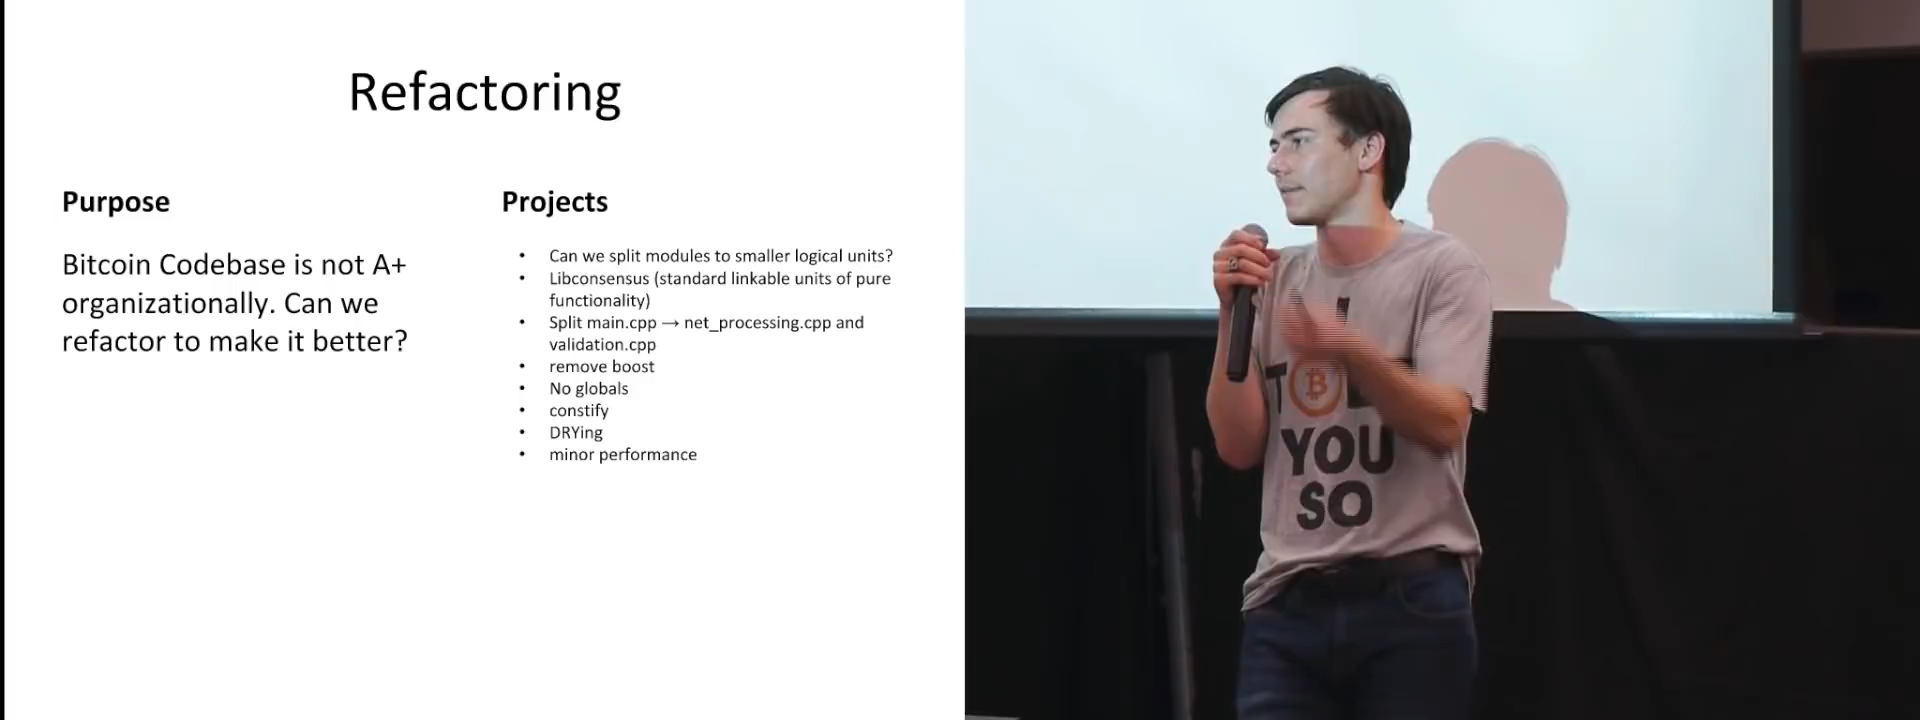 Refactoring
Purpose
Bitcoin Codebase is not A+
organizationally. Can we
refactor to make it better?
Projects
• Can we split modules to smaller logical units?
• Libconsensus (standard linkable units of pure
functionality)
• Split main.cpp → net_processing.cpp and
validation.cpp
• remove boost
• No globals
• constify
• DRYing
• minor performance
I
YOU
SO